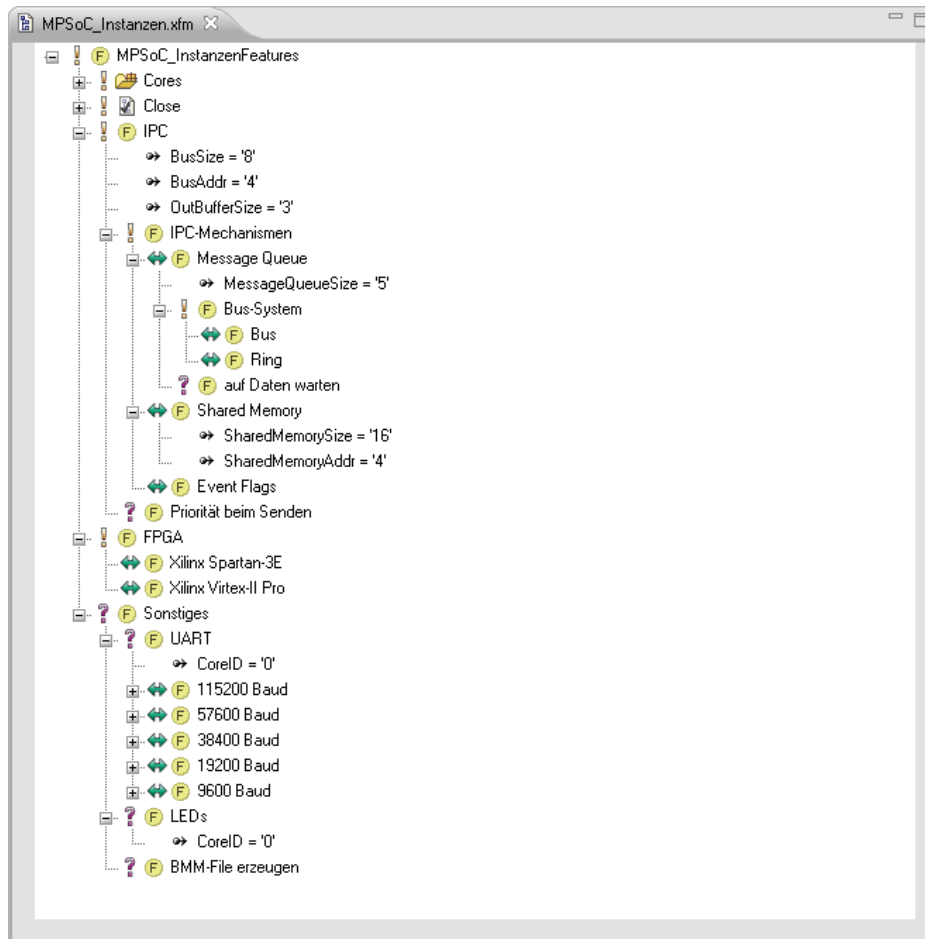 MPSoC_Instanzen.xfm
MPSoC_InstanzenFeatures
Cores
Close
IPC
BusSize = '8'
BusAddr = '4'
OutBufferSize = '3'
IPC-Mechanismen
Message Queue
MessageQueueSize = '5'
Bus-System
Bus
Ring
auf Daten warten
Shared Memory
SharedMemorySize = '16'
SharedMemoryAddr = '4'
Event Flags
Priorität beim Senden
FPGA
Xilinx Spartan-3E
Xilinx Virtex-II Pro
Sonstiges
UART
CoreID = '0'
115200 Baud
57600 Baud
38400 Baud
19200 Baud
9600 Baud
LEDs
CoreID = '0'
BMM-File erzeugen